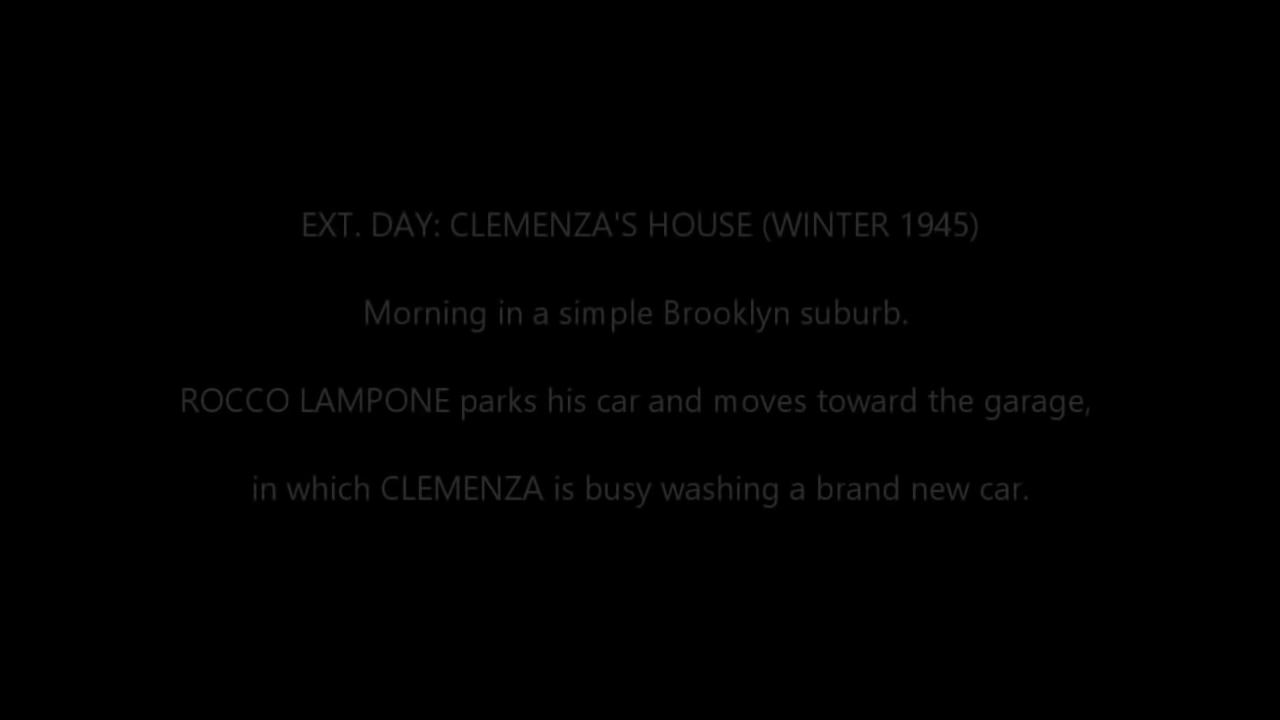 EXT. DAY: CLEMENZA'S HOUSE (WINTER 1945)
Morning in a simple Brooklyn suburb.
ROCCO LAMPONE parks his car and moves toward the garage,
in which CLEMENZA is busy washing a brand new car.